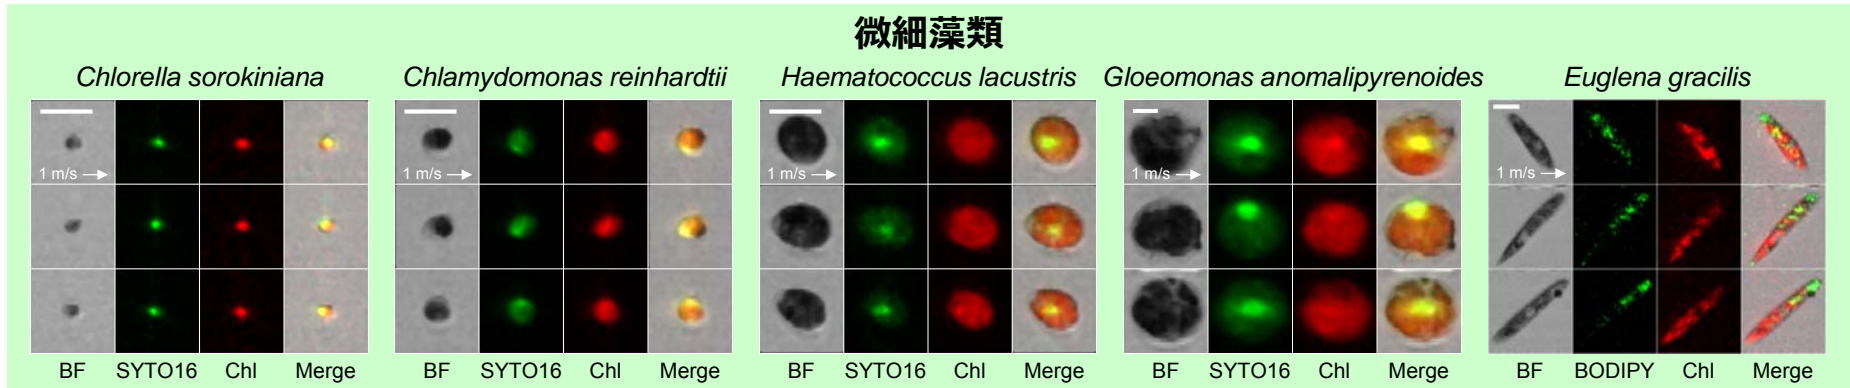 微細藻類
Chlorella sorokiniana
Chlamydomonas reinhardtii
Haematococcus lacustris
Gloeomonas anomalipyrenoides
Euglena gracilis
1 m/s →
1 m/s →
1 m/s →
1 m/s →
1 m/s →
BF SYTO16 Chl Merge
BF SYTO16 Chl Merge
BF SYTO16 Chl Merge
BF SYTO16 Chl Merge
BF BODIPY Chl Merge